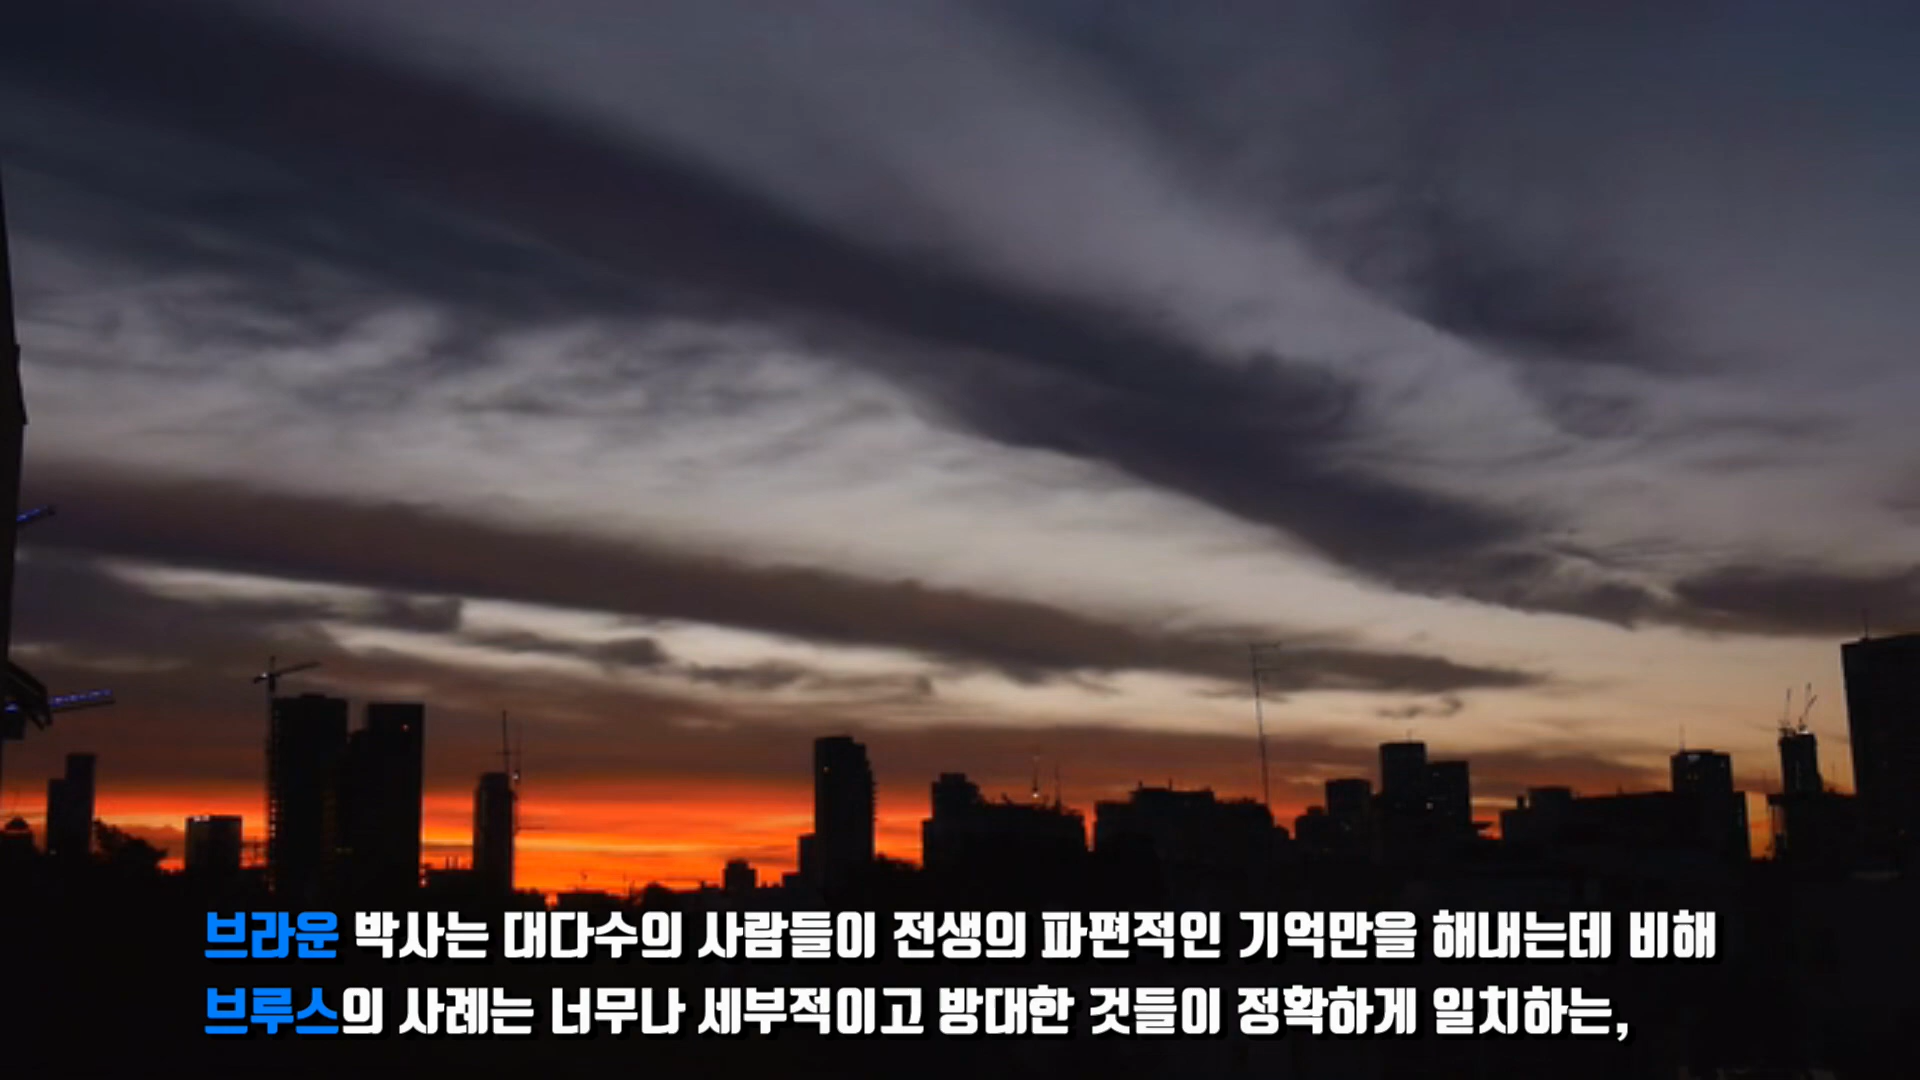 브라운 박사는 대다수의 사람들이 전생의 파편적인 기억만을 해내는데 비해
브루스의 사례는 너무나 세부적이고 방대한 것들이 정확하게 일치하는,